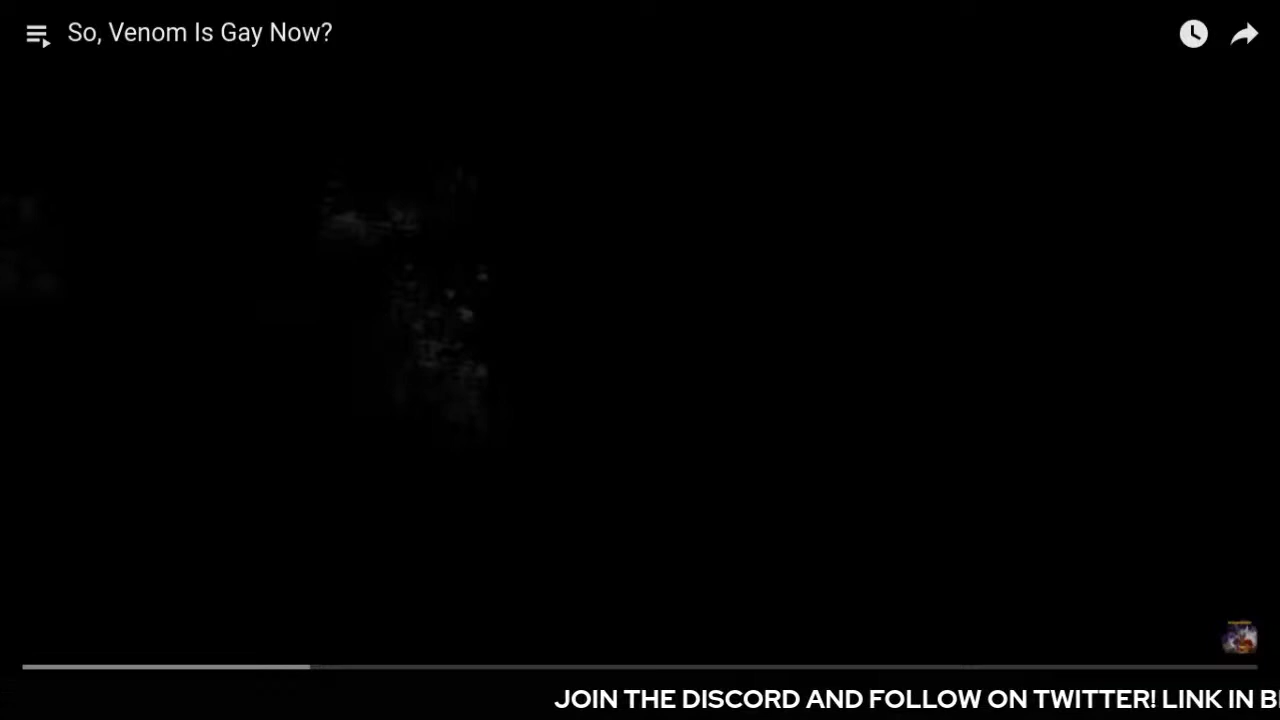 So, Venom Is Gay Now?
JOIN THE DISCORD AND FOLLOW ON TWITTER! LINK IN B